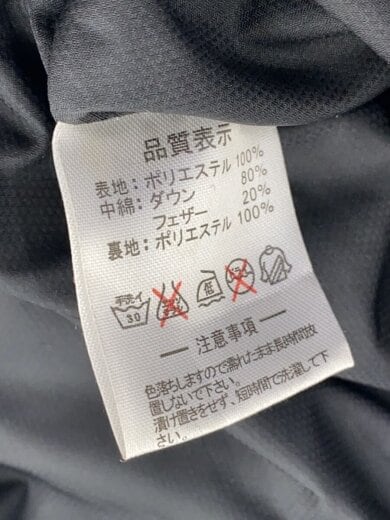 品質表示
表地:ポリエステル100%
中綿:ダウン 80%
フェザー 20%
裏地:ポリエステル100%
手洗イ
30
低
― 注意事項 ―
色落ちしますので濡れたまま長時間放
置しないで下さい。
漬け置きをせず、短時間で洗濯して下
さい。